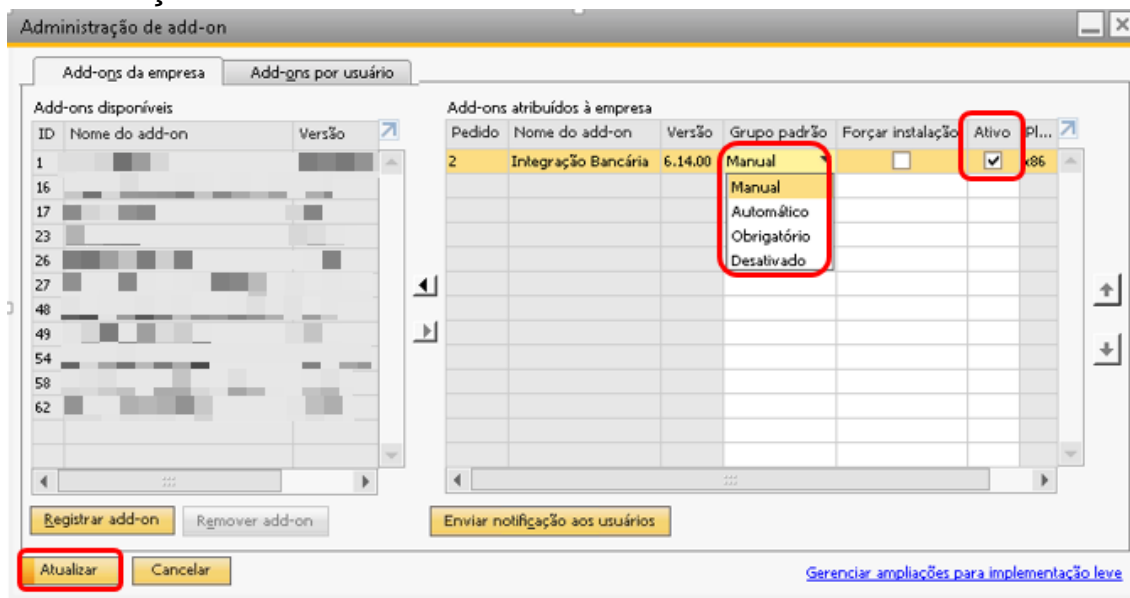 Administração de add-on
Add-ons da empresa
Add-ons por usuário
Add-ons disponíveis
ID Nome do add-on Versão
1
16
17
23
26
27
48
49
54
58
62
Add-ons atribuídos à empresa
Pedido Nome do add-on Versão Grupo padrão Forçar instalação Ativo Pl...
2 Integração Bancária 6.14.00 Manual x86
Manual
Automático
Obrigatório
Desativado
Registrar add-on
Remover add-on
Enviar notificação aos usuários
Atualizar
Cancelar
Gerenciar ampliações para implementação leve